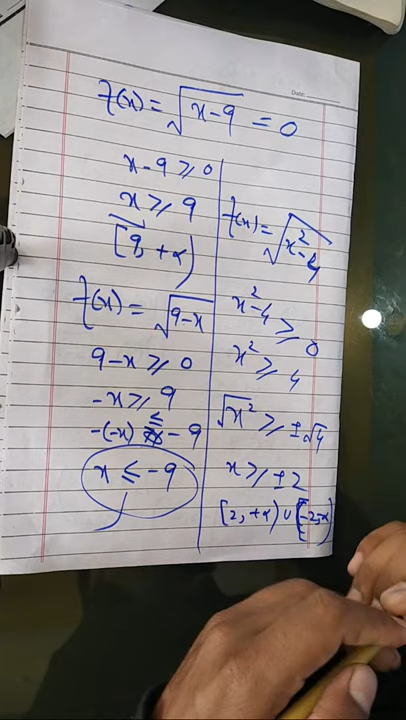 Date:
f(x) = √(x-9) = 0
x-9 ≥ 0
x ≥ 9
[9, +∝)
f(x) = √(9-x)
9-x ≥ 0
-x ≥ 9
-(-x) ≤ -9
x ≤ -9
f(x) = √(x²-4)
x²-4 ≥ 0
x² ≥ 4
√x² ≥ ±√4
x ≥ ±2
[2, +∝) ∪ [-2, ∝)